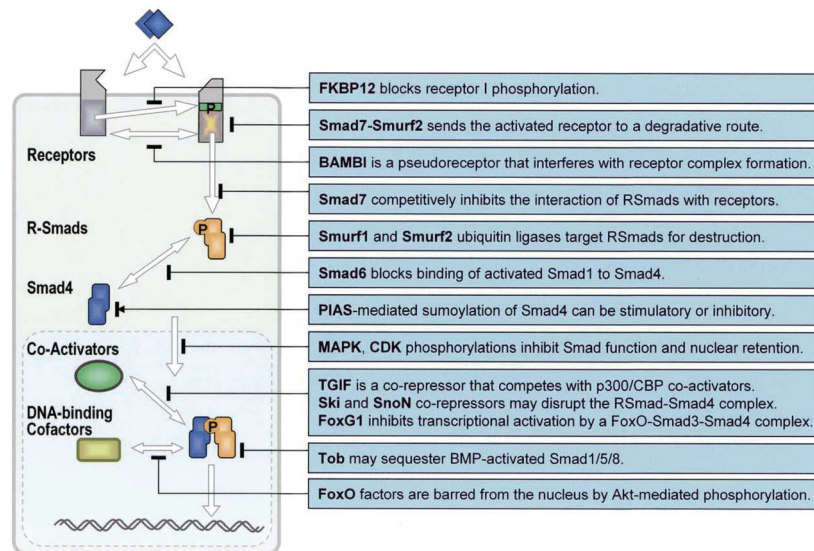 P
FKBP12 blocks receptor I phosphorylation.
Smad7-Smurf2 sends the activated receptor to a degradative route.
Receptors
BAMBI is a pseudoreceptor that interferes with receptor complex formation.
Smad7 competitively inhibits the interaction of RSmads with receptors.
R-Smads
P
Smurf1 and Smurf2 ubiquitin ligases target RSmads for destruction.
Smad6 blocks binding of activated Smad1 to Smad4.
Smad4
PIAS-mediated sumoylation of Smad4 can be stimulatory or inhibitory.
Co-Activators
MAPK, CDK phosphorylations inhibit Smad function and nuclear retention.
TGIF is a co-repressor that competes with p300/CBP co-activators.
Ski and SnoN co-repressors may disrupt the RSmad-Smad4 complex.
FoxG1 inhibits transcriptional activation by a FoxO-Smad3-Smad4 complex.
DNA-binding
Cofactors
P
Tob may sequester BMP-activated Smad1/5/8.
FoxO factors are barred from the nucleus by Akt-mediated phosphorylation.